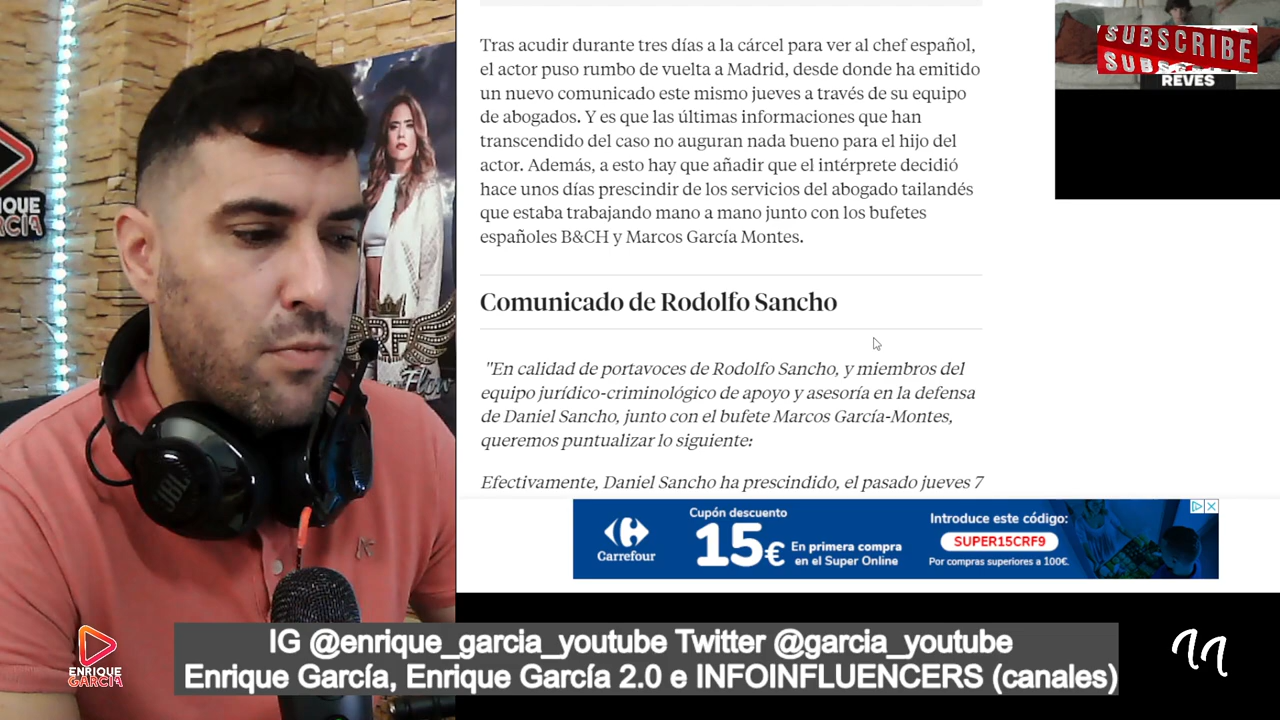 Tras acudir durante tres días a la cárcel para ver al chef español,
el actor puso rumbo de vuelta a Madrid, desde donde ha emitido
un nuevo comunicado este mismo jueves a través de su equipo
de abogados. Y es que las últimas informaciones que han
transcendido del caso no auguran nada bueno para el hijo del
actor. Además, a esto hay que añadir que el intérprete decidió
hace unos días prescindir de los servicios del abogado tailandés
que estaba trabajando mano a mano junto con los bufetes
españoles B&CH y Marcos García Montes.
Comunicado de Rodolfo Sancho
"En calidad de portavoces de Rodolfo Sancho, y miembros del
equipo jurídico-criminológico de apoyo y asesoría en la defensa
de Daniel Sancho, junto con el bufete Marcos García-Montes,
queremos puntualizar lo siguiente:
Efectivamente, Daniel Sancho ha prescindido, el pasado jueves 7
SUBSCRIBE
REVES
RF
Flow
JBL
Carrefour
Cupón descuento
15€
En primera compra
en el Super Online
Introduce este código:
SUPER15CRF9
Por compras superiores a 100€.
ENRIQUE
GARCÍA
IG @enrique_garcia_youtube Twitter @garcia_youtube
Enrique García, Enrique García 2.0 e INFOINFLUENCERS (canales)